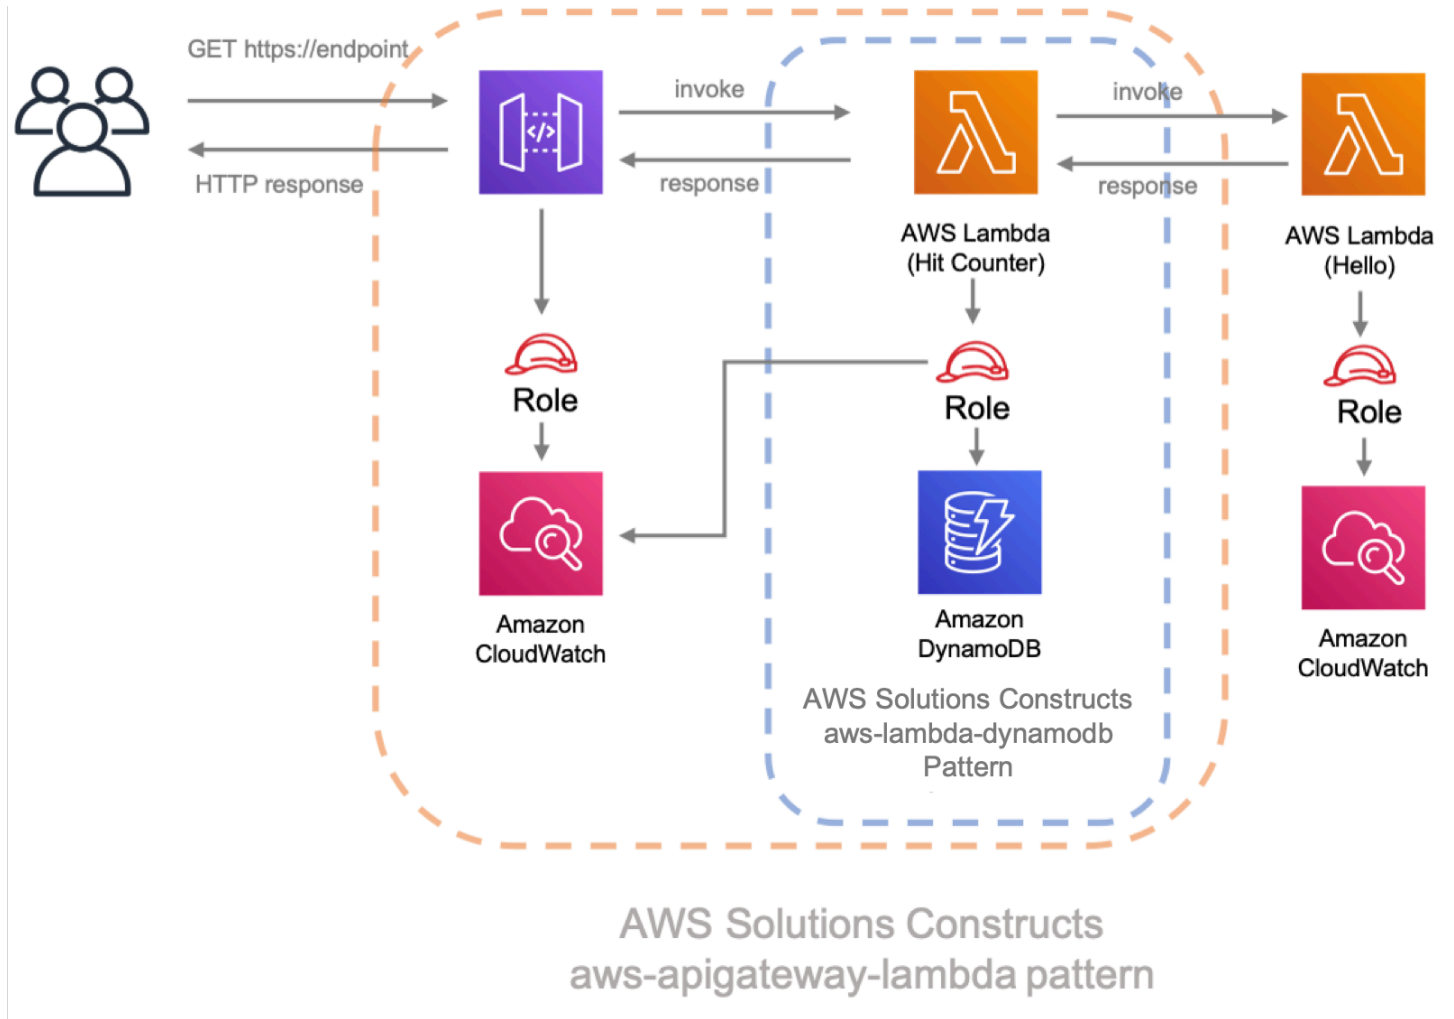 GET https://endpoint
HTTP response
invoke
response
invoke
response
</>
AWS Lambda
(Hit Counter)
AWS Lambda
(Hello)
Role
Role
Role
Amazon
CloudWatch
Amazon
DynamoDB
Amazon
CloudWatch
AWS Solutions Constructs
aws-lambda-dynamodb
Pattern
AWS Solutions Constructs
aws-apigateway-lambda pattern